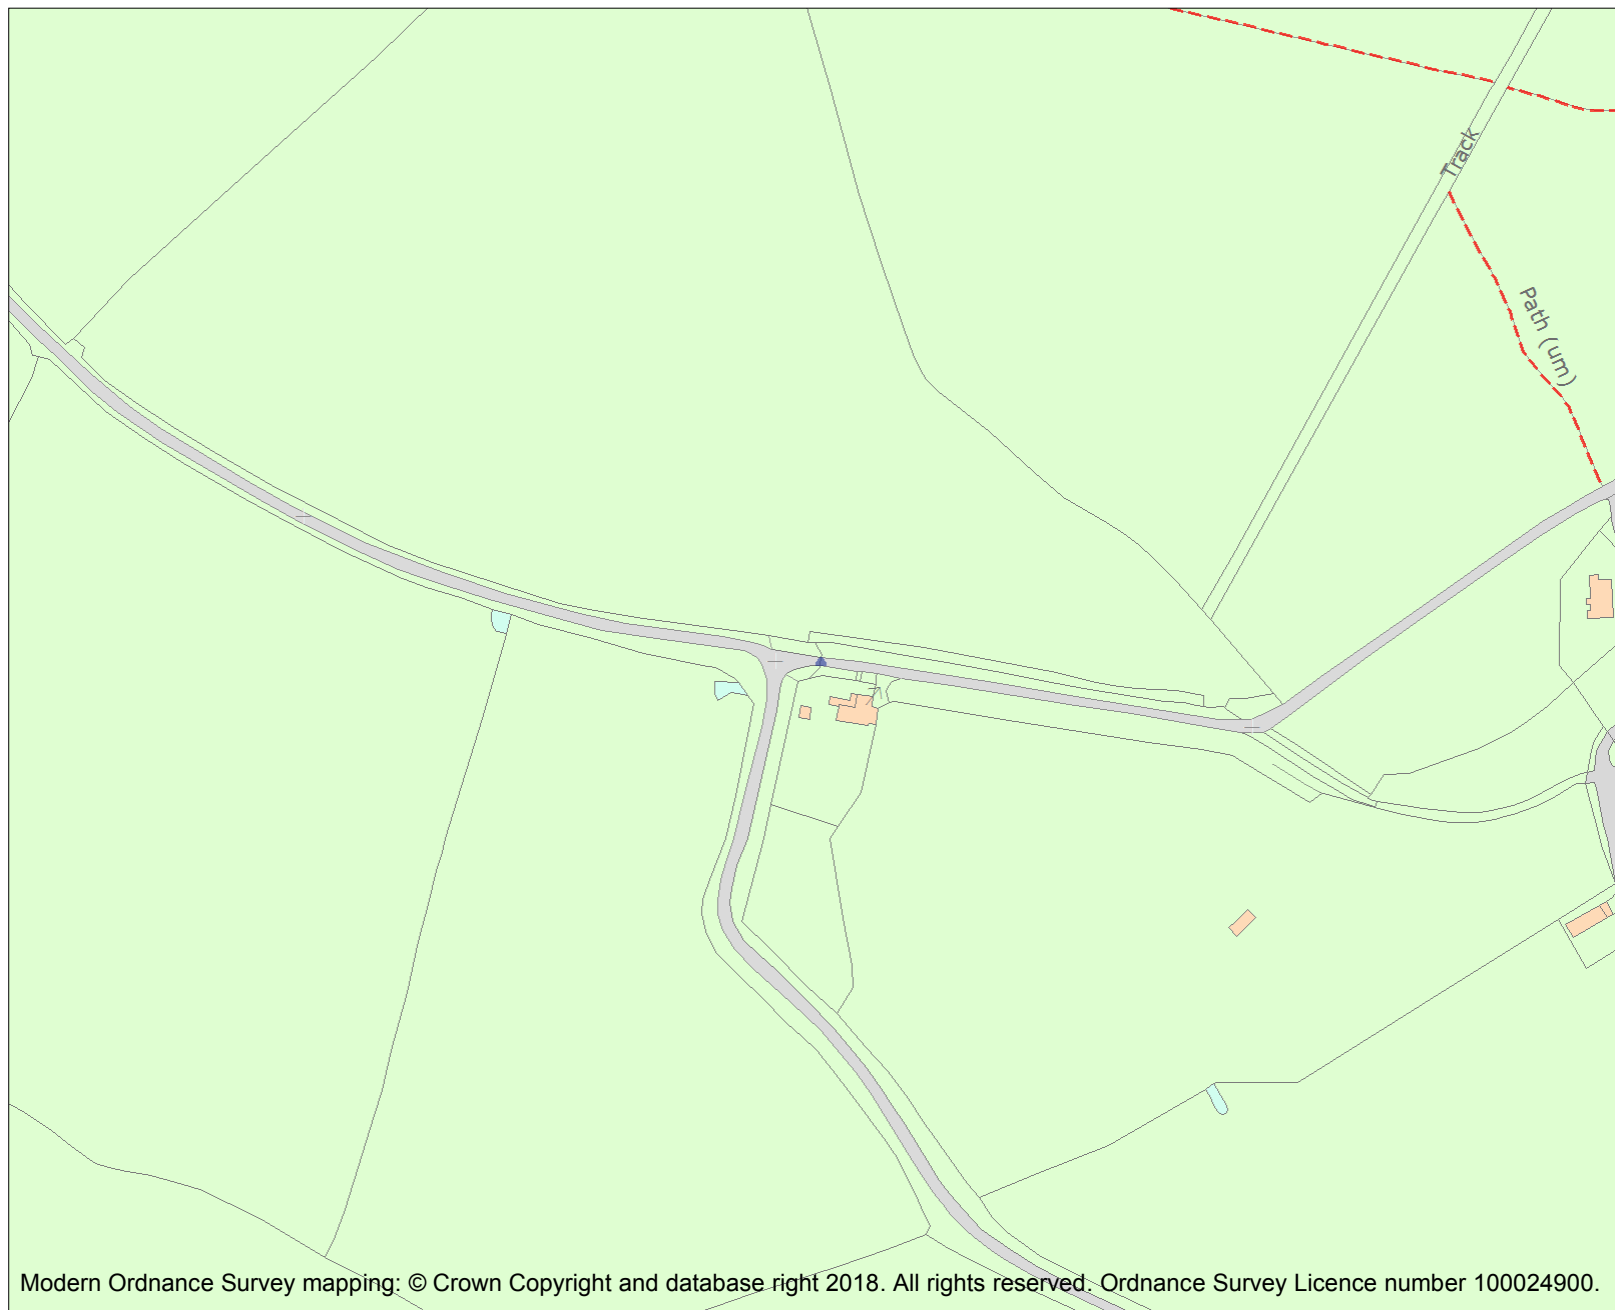 Track
Path (um)
Modern Ordnance Survey mapping: © Crown Copyright and database right 2018. All rights reserved. Ordnance Survey Licence number 100024900.